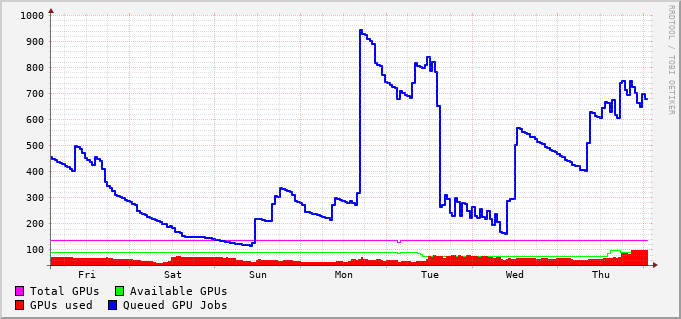 1000
900
800
700
600
500
400
300
200
100
Fri Sat Sun Mon Tue Wed Thu
Total GPUs Available GPUs
GPUs used Queued GPU Jobs
RRDTOOL / TOBI OETIKER